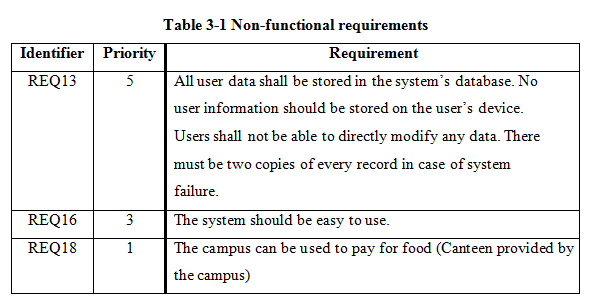 Table 3-1 Non-functional requirements
Identifier Priority Requirement
REQ13 5 All user data shall be stored in the system's database. No
user information should be stored on the user's device.
Users shall not be able to directly modify any data. There
must be two copies of every record in case of system
failure.
REQ16 3 The system should be easy to use.
REQ18 1 The campus can be used to pay for food (Canteen provided by
the campus)